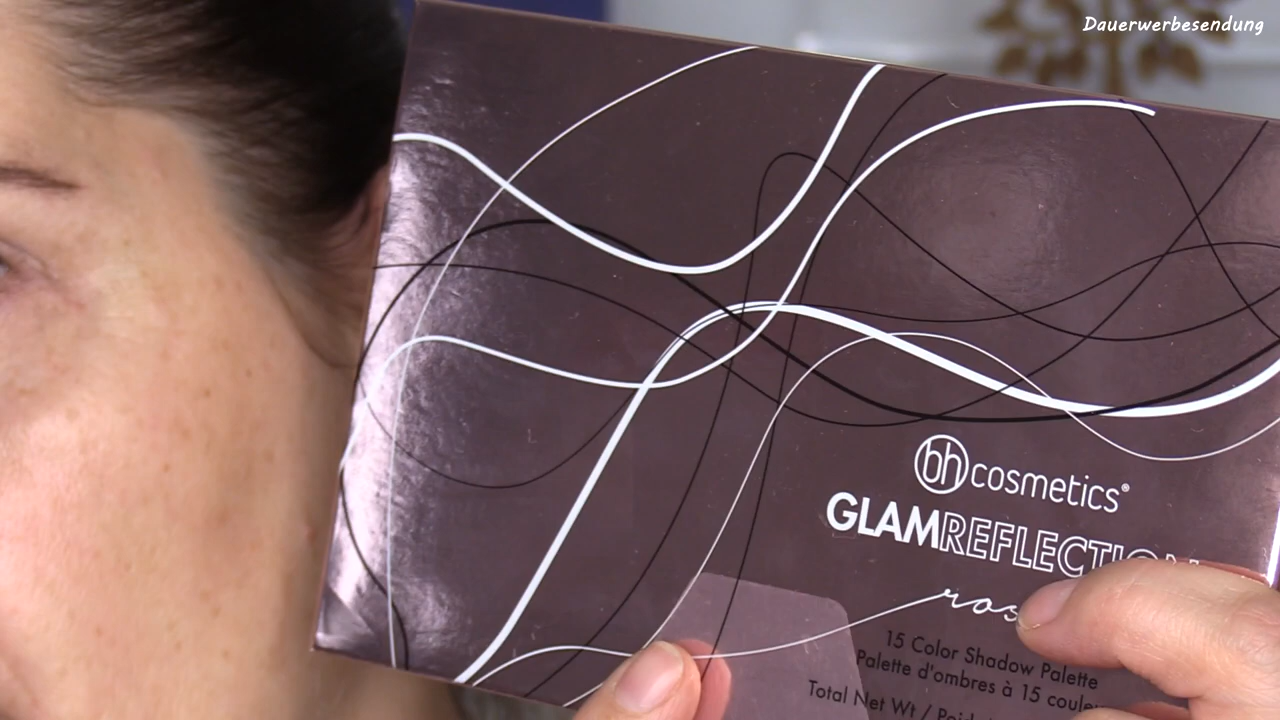 Dauerwerbesendung
bh cosmetics®
GLAMREFLECTION
15 Color Shadow Palette
Palette d'ombres à 15
Total Net Wt /